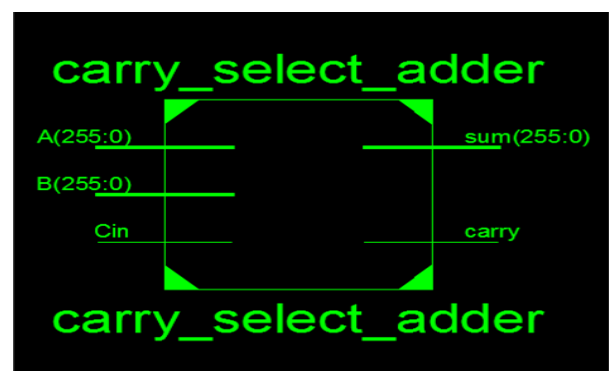 carry_select_adder
A(255:0)
sum(255:0)
B(255:0)
Cin
carry
carry_select_adder